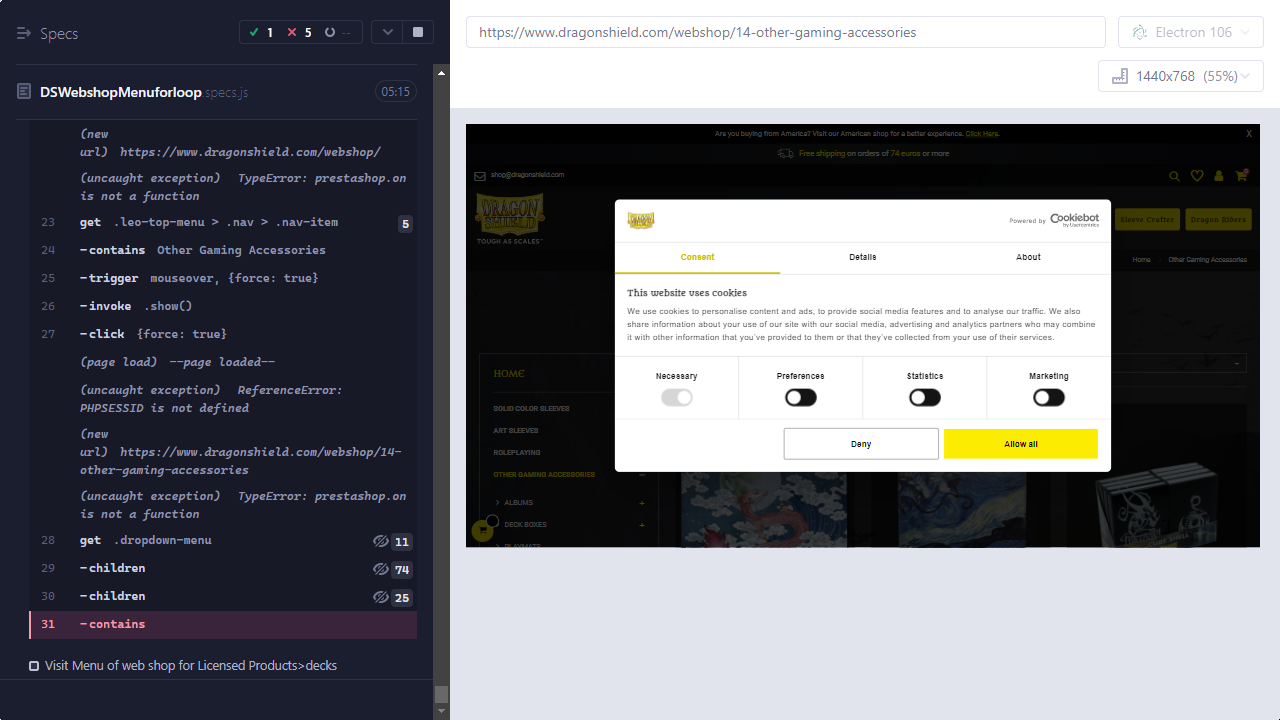 Specs
1
5
--
DSWebshopMenuforloop.specs.js
05:15
(new
url) https://www.dragonshield.com/webshop/
(uncaught exception) TypeError: prestashop.on
is not a function
23 get .leo-top-menu > .nav > .nav-item 5
24 -contains Other Gaming Accessories
25 -trigger mouseover, {force: true}
26 -invoke .show()
27 -click {force: true}
(page load) --page loaded--
(uncaught exception) ReferenceError:
PHPSESSID is not defined
(new
url) https://www.dragonshield.com/webshop/14-
other-gaming-accessories
(uncaught exception) TypeError: prestashop.on
is not a function
28 get .dropdown-menu 11
29 -children 74
30 -children 25
31 -contains
Visit Menu of web shop for Licensed Products>decks
https://www.dragonshield.com/webshop/14-other-gaming-accessories
Electron 106
1440x768 (55%)
Are you buying from America? Visit our American shop for a better experience. Click Here.
X
Free shipping on orders of 74 euros or more
shop@dragonshield.com
DRAGON
SHIELD
TOUGH AS SCALES
Sleeve Crafter
Dragon Riders
Home
Other Gaming Accessories
Powered by Cookiebot
by Usercentrics
Consent
Details
About
This website uses cookies
We use cookies to personalise content and ads, to provide social media features and to analyse our traffic. We also
share information about your use of our site with our social media, advertising and analytics partners who may combine
it with other information that you've provided to them or that they've collected from your use of their services.
Necessary
Preferences
Statistics
Marketing
Deny
Allow all
HOME
SOLID COLOR SLEEVES
ART SLEEVES
ROLEPLAYING
OTHER GAMING ACCESSORIES
ALBUMS
DECK BOXES
PLAYMATS